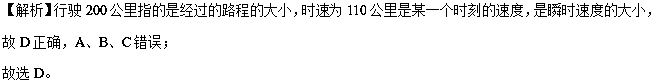 【解析】行驶 200 公里指的是经过的路程的大小，时速为 110 公里是某一个时刻的速度，是瞬时速度的大小，
故 D 正确，A、B、C 错误；
故选 D。